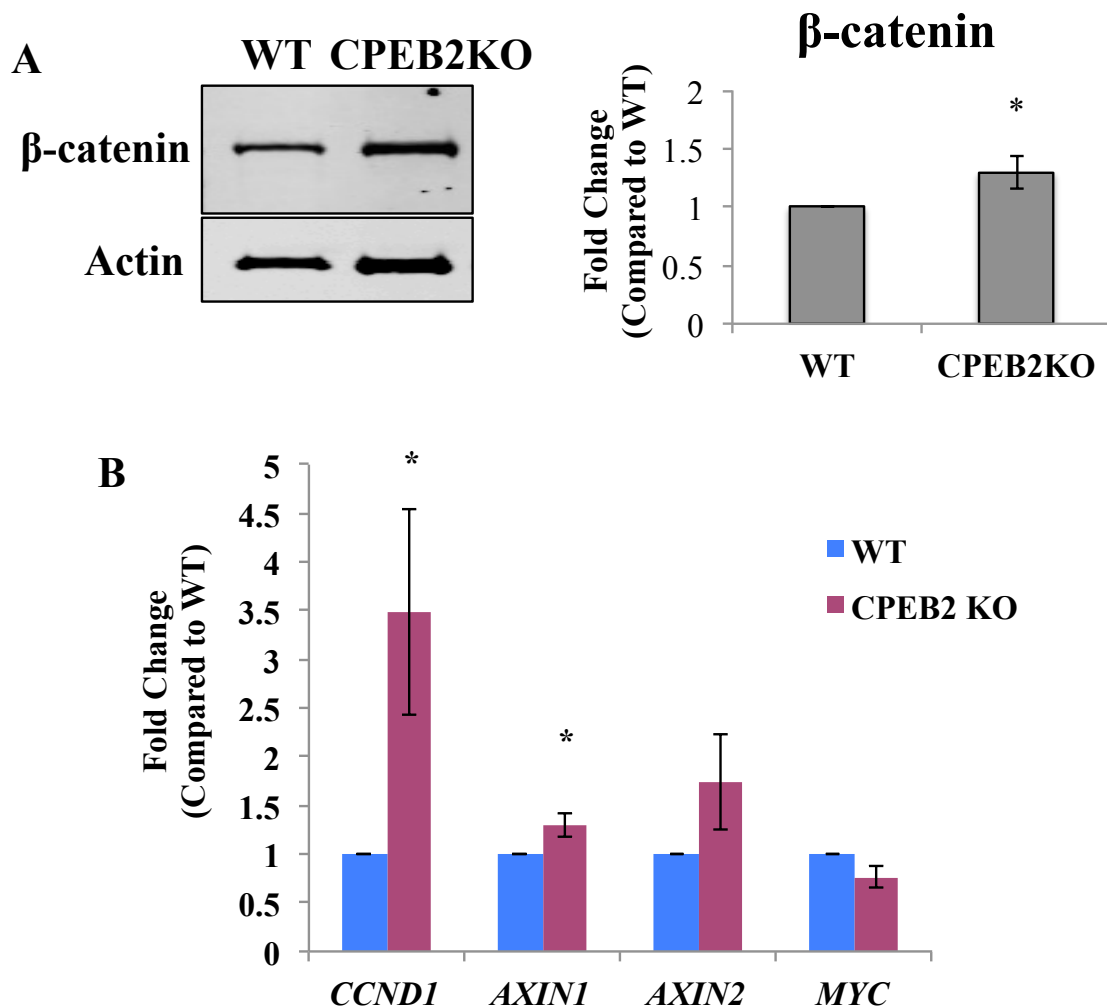 A
WT CPEB2KO
β-catenin
Actin
β-catenin
Fold Change
(Compared to WT)
2
*
1.5
1
0.5
0
WT CPEB2KO
B
Fold Change
(Compared to WT)
5
*
4.5
4
3.5
3
2.5
2
*
1.5
1
0.5
0
WT
CPEB2 KO
CCND1 AXIN1 AXIN2 MYC